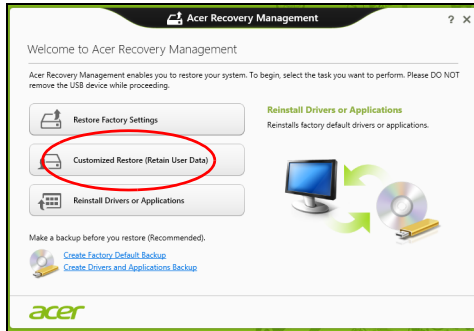 Acer Recovery Management
? X
Welcome to Acer Recovery Management
Acer Recovery Management enables you to restore your system. To begin, select the task you want to perform. Please DO NOT
remove the USB device while proceeding.
Restore Factory Settings
Customized Restore (Retain User Data)
Reinstall Drivers or Applications
Reinstall Drivers or Applications
Reinstalls factory default drivers or applications.
Make a backup before you restore (Recommended).
Create Factory Default Backup
Create Drivers and Applications Backup
acer